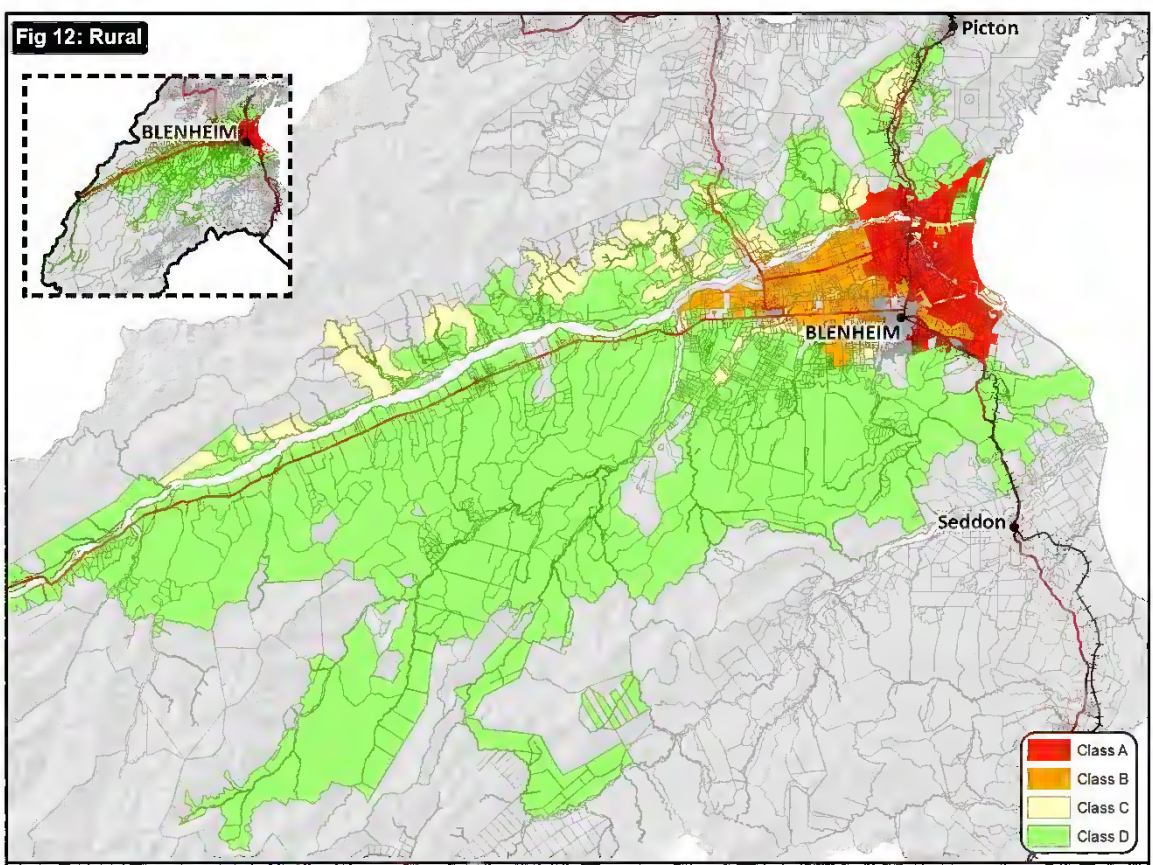 Fig 12: Rural
Picton
BLENHEIM
BLENHEIM
Seddon
Class A
Class B
Class C
Class D